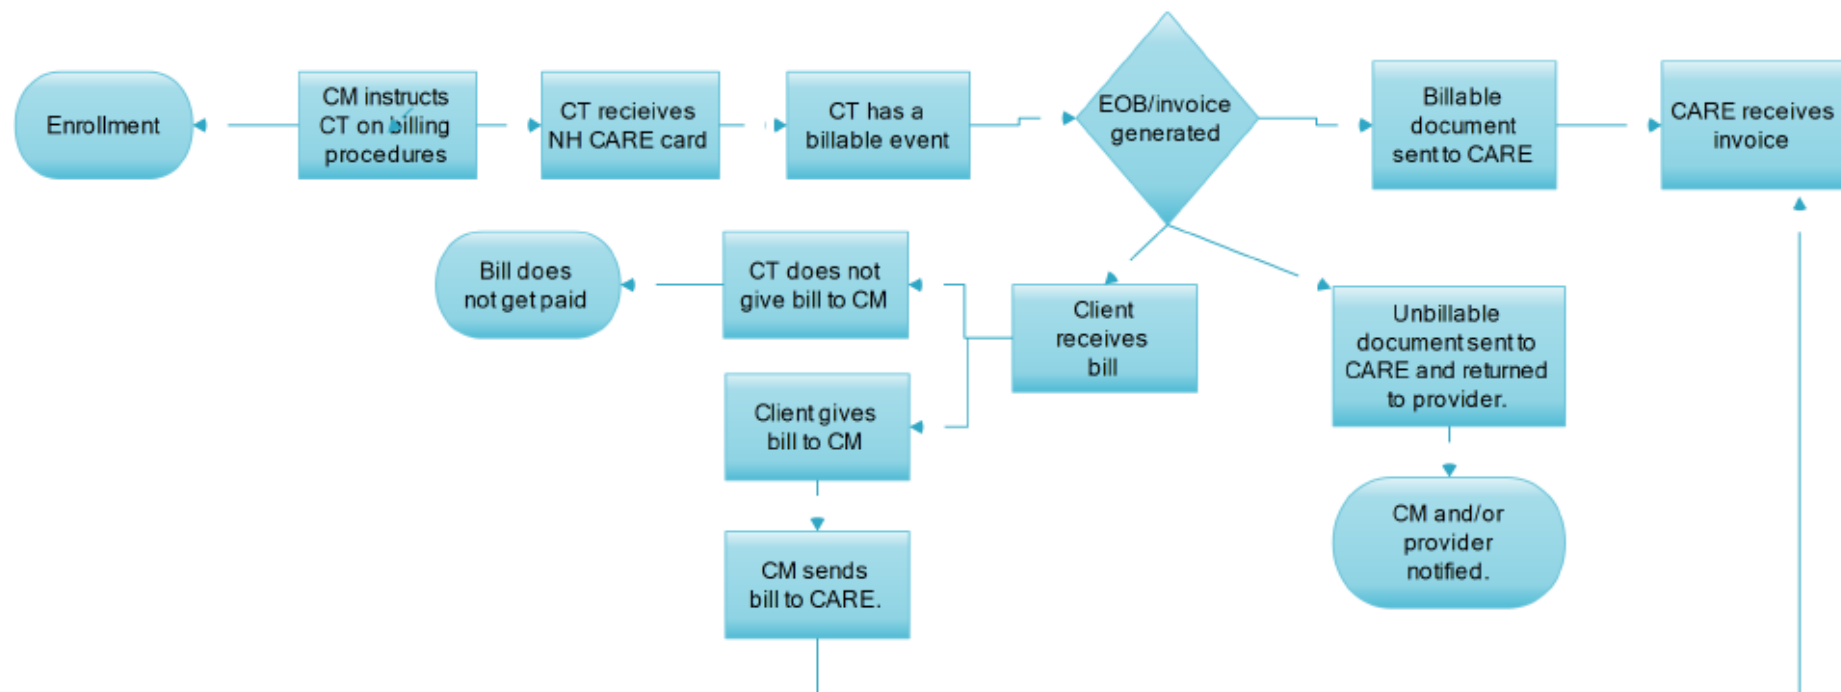 Enrollment
CM instructs
CT on billing
procedures
CT recieives
NH CARE card
CT has a
billable event
EOB/invoice
generated
Billable
document
sent to CARE
CARE receives
invoice
Bill does
not get paid
CT does not
give bill to CM
Client
receives
bill
Unbillable
document sent to
CARE and returned
to provider.
Client gives
bill to CM
CM and/or
provider
notified.
CM sends
bill to CARE.